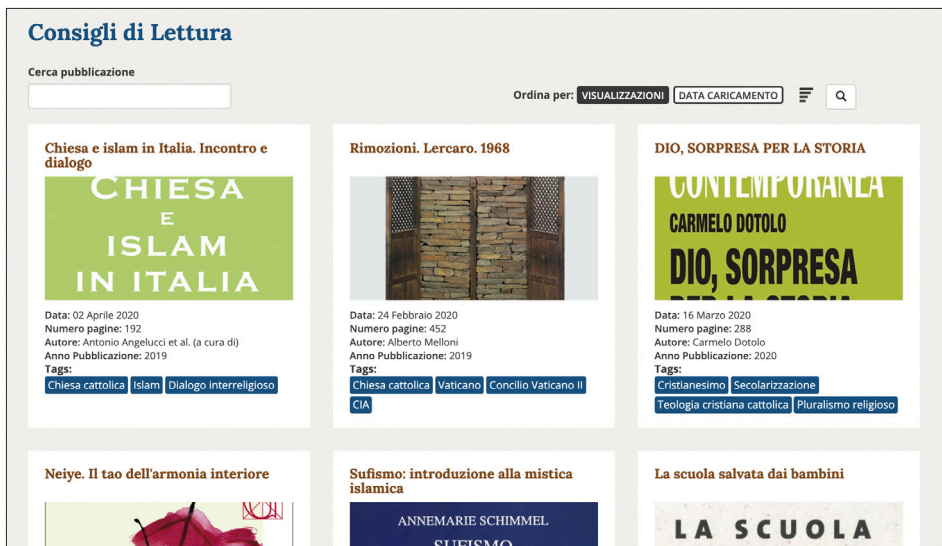 Consigli di Lettura
Cerca pubblicazione
Ordina per: VISUALIZZAZIONI DATA CARICAMENTO
Chiesa e islam in Italia. Incontro e
dialogo
CHIESA
E
ISLAM
IN ITALIA
Data: 02 Aprile 2020
Numero pagine: 192
Autore: Antonio Angelucci et al. (a cura di)
Anno Pubblicazione: 2019
Tags:
Chiesa cattolica Islam Dialogo interreligioso
Rimozioni. Lercaro. 1968
Data: 24 Febbraio 2020
Numero pagine: 452
Autore: Alberto Melloni
Anno Pubblicazione: 2019
Tags:
Chiesa cattolica Vaticano Concilio Vaticano II
CIA
DIO, SORPRESA PER LA STORIA
CONTEMPORANEA
CARMELO DOTOLO
DIO, SORPRESA
PER LA STORIA
Data: 16 Marzo 2020
Numero pagine: 288
Autore: Carmelo Dotolo
Anno Pubblicazione: 2020
Tags:
Cristianesimo Secolarizzazione
Teologia cristiana cattolica Pluralismo religioso
Neiye. Il tao dell'armonia interiore
Sufismo: introduzione alla mistica
islamica
ANNEMARIE SCHIMMEL
SUFISMO
La scuola salvata dai bambini
LA SCUOLA